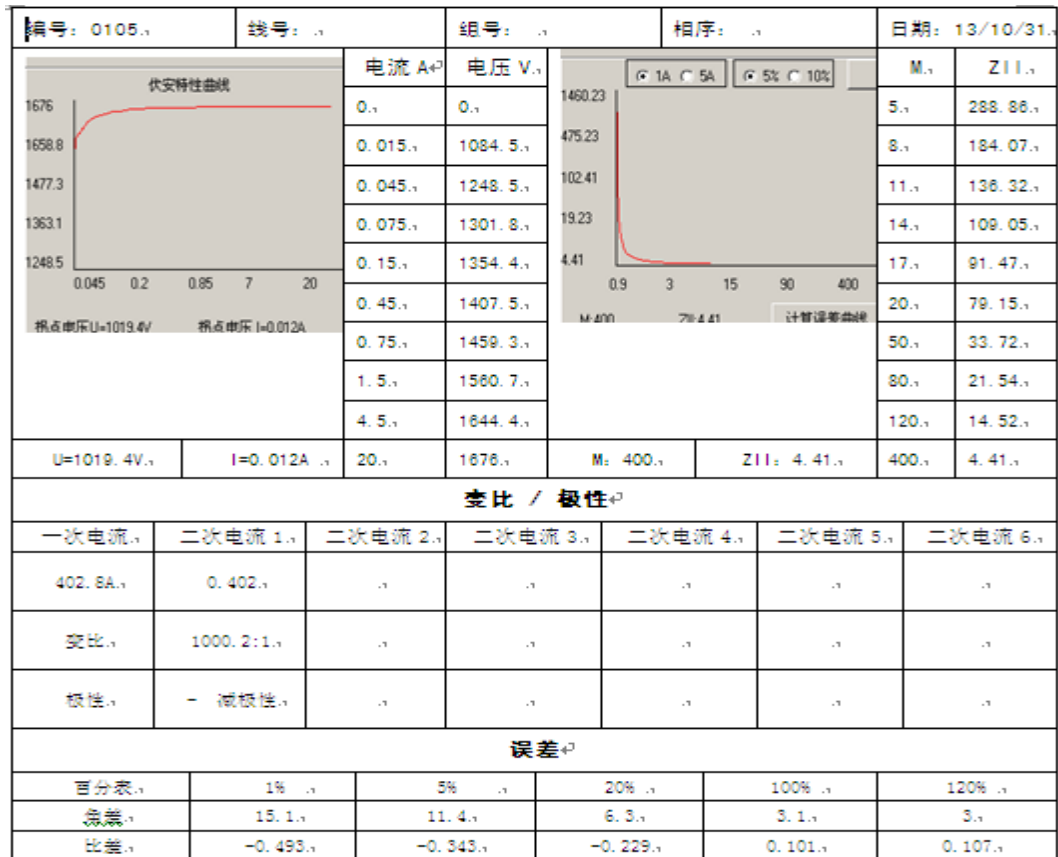 编号: 0105. 线号: 组号: 相序: 日期: 13/10/31.
伏安特性曲线
1676
1658.8
1477.3
1363.1
1248.5
0.045 0.2 0.85 7 20
拐点电压U=1019.4V 拐点电压 I=0.012A
电流 A 电压 V
0. 0.
0.015 1084.5
0.045 1248.5
0.075 1301.8
0.15 1354.4
0.45 1407.5
0.75 1459.3
1.5 1560.7
4.5 1644.4
20 1676
1A 5A 5% 10%
1460.23
475.23
102.41
19.23
4.41
0.9 3 15 90 400
M:400 ZII:4.41 计算误差曲线
M ZII
5 288.86
8 184.07
11 136.32
14 109.05
17 91.47
20 79.15
50 33.72
80 21.54
120 14.52
400 4.41
U=1019.4V I=0.012A
M: 400 ZII: 4.41
变比 / 极性
一次电流 二次电流 1 二次电流 2 二次电流 3 二次电流 4 二次电流 5 二次电流 6
402.8A 0.402
变比 1000.2:1
极性 - 减极性
误差
百分表 1% 5% 20% 100% 120%
角差 15.1 11.4 6.3 3.1 3
比差 -0.493 -0.343 -0.229 0.101 0.107